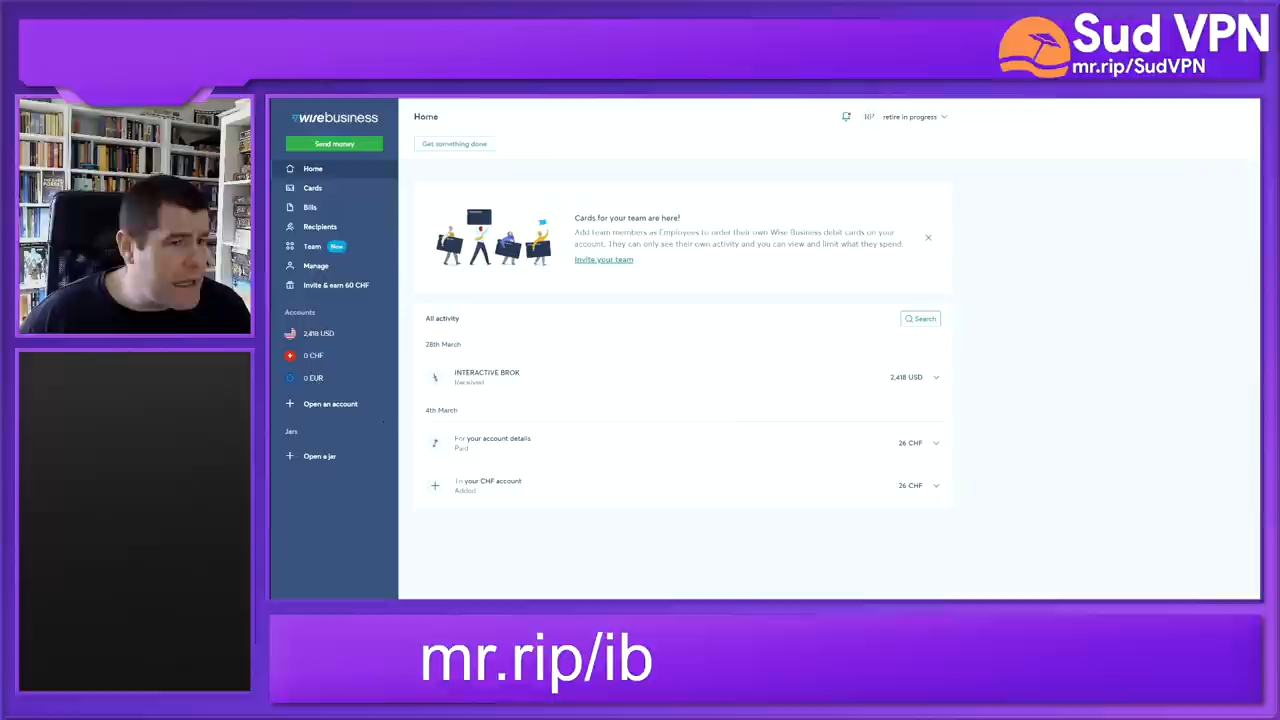 Sud VPN
mr.rip/SudVPN
WISEBUSINESS
Send money
Home
Cards
Bills
Recipients
Team New
Manage
Invite & earn 60 CHF
Accounts
2,418 USD
0 CHF
0 EUR
Open an account
Jars
Open a jar
Home
RP retire in progress
Get something done
Cards for your team are here!
Add team members as Employees to order their own Wise Business debit cards on your
account. They can only see their own activity and you can view and limit what they spend.
Invite your team
All activity
Search
28th March
INTERACTIVE BROK
Received
2,418 USD
4th March
For your account details
Paid
26 CHF
To your CHF account
Added
26 CHF
mr.rip/ib